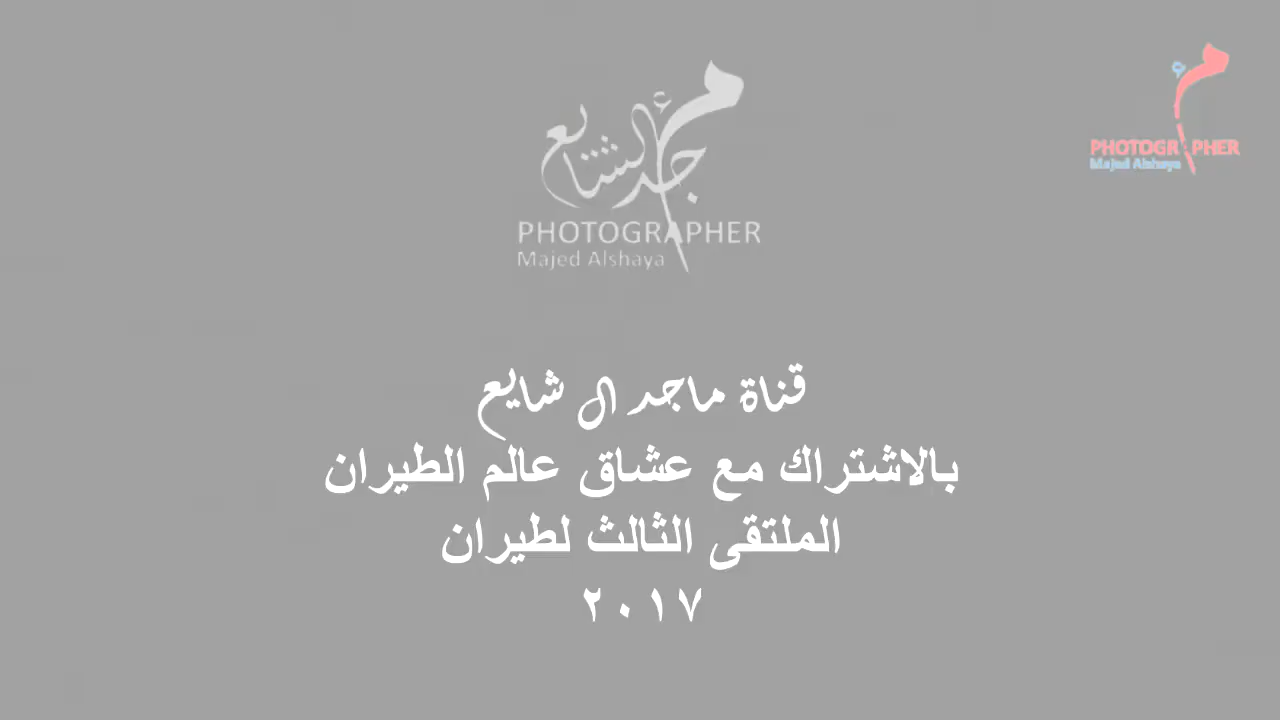 ماجد الشايع
PHOTOGRAPHER
Majed Alshaya
PHOTOGRAPHER
Majed Alshaya
قناة ماجد ال شايع
بالاشتراك مع عشاق عالم الطيران
الملتقى الثالث لطيران
٢٠١٧